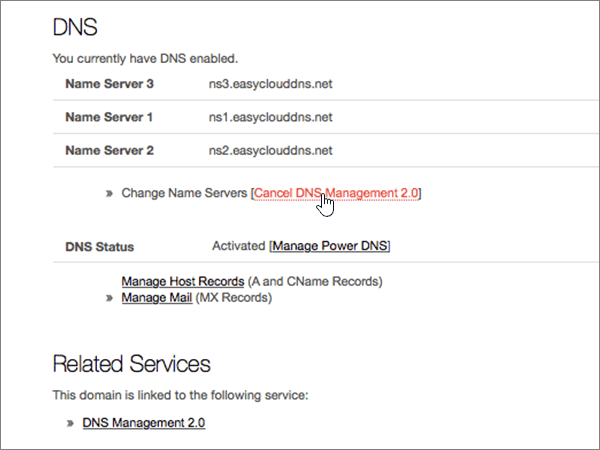 DNS
You currently have DNS enabled.
Name Server 3 ns3.easyclouddns.net
Name Server 1 ns1.easyclouddns.net
Name Server 2 ns2.easyclouddns.net
» Change Name Servers [Cancel DNS Management 2.0]
DNS Status Activated [Manage Power DNS]
Manage Host Records (A and CName Records)
» Manage Mail (MX Records)
Related Services
This domain is linked to the following service:
» DNS Management 2.0